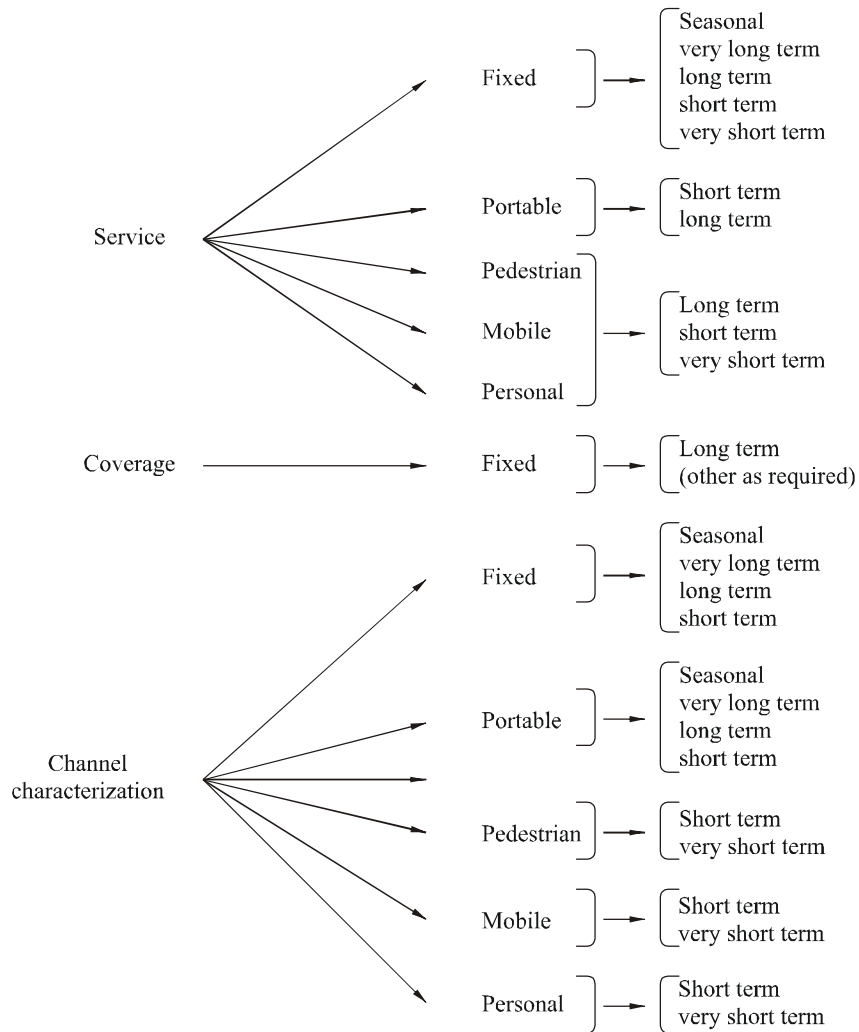 Service
Fixed
Seasonal
very long term
long term
short term
very short term
Portable
Short term
long term
Pedestrian
Mobile
Personal
Long term
short term
very short term
Coverage
Fixed
Long term
(other as required)
Channel
characterization
Fixed
Seasonal
very long term
long term
short term
Portable
Seasonal
very long term
long term
short term
Pedestrian
Short term
very short term
Mobile
Short term
very short term
Personal
Short term
very short term